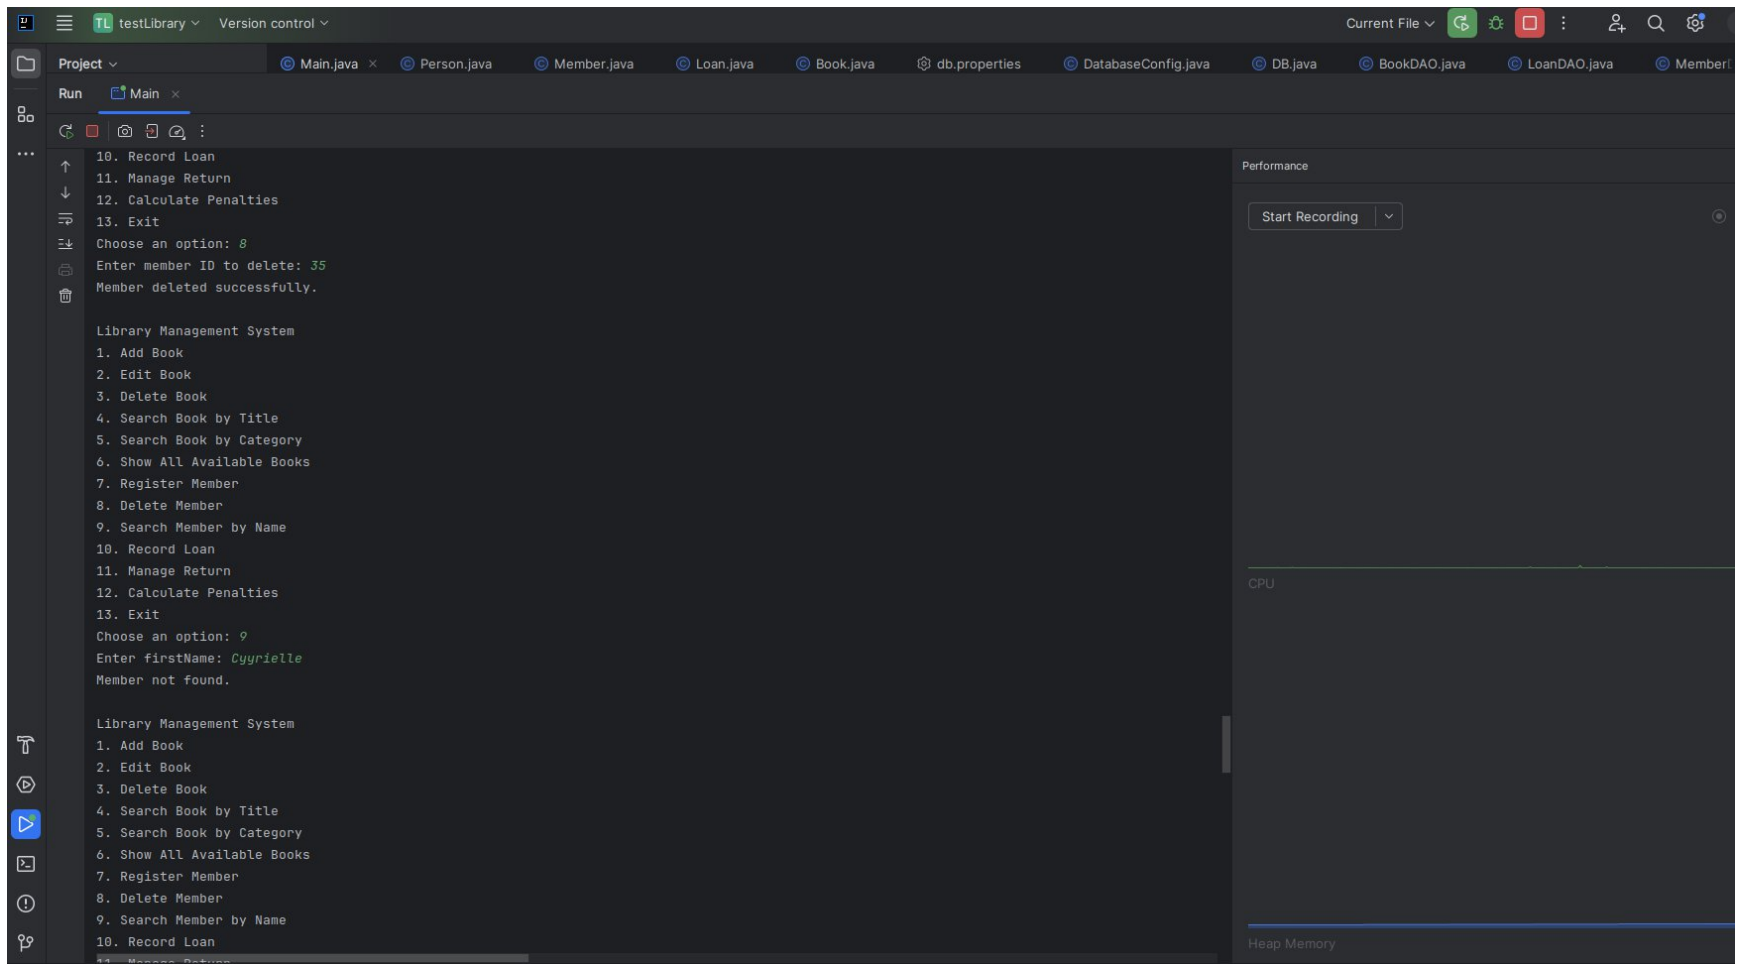 TL testLibrary Version control Current File
Project Main.java Person.java Member.java Loan.java Book.java db.properties DatabaseConfig.java DB.java BookDAO.java LoanDAO.java Member
Run Main
10. Record Loan
11. Manage Return
12. Calculate Penalties
13. Exit
Choose an option: 8
Enter member ID to delete: 35
Member deleted successfully.
Library Management System
1. Add Book
2. Edit Book
3. Delete Book
4. Search Book by Title
5. Search Book by Category
6. Show All Available Books
7. Register Member
8. Delete Member
9. Search Member by Name
10. Record Loan
11. Manage Return
12. Calculate Penalties
13. Exit
Choose an option: 9
Enter firstName: Cyyrielle
Member not found.
Library Management System
1. Add Book
2. Edit Book
3. Delete Book
4. Search Book by Title
5. Search Book by Category
6. Show All Available Books
7. Register Member
8. Delete Member
9. Search Member by Name
10. Record Loan
11. Manage Return
Performance
Start Recording
CPU
Heap Memory